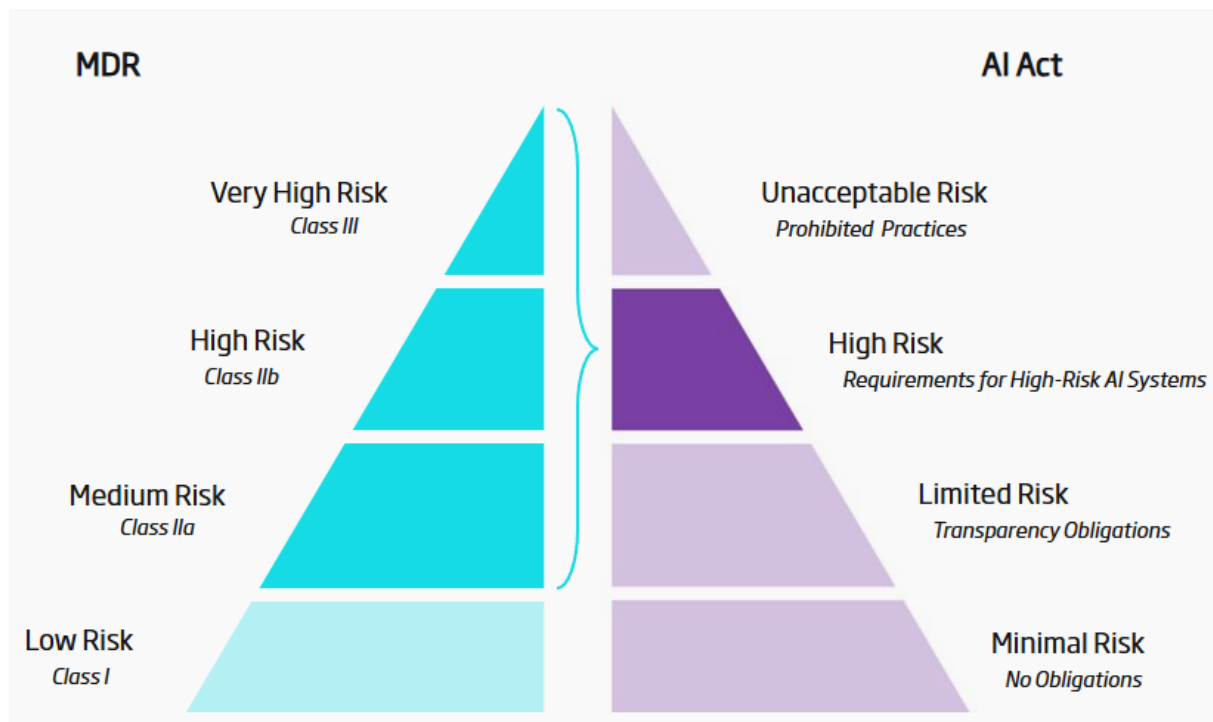 MDR
AI Act
Very High Risk
Class III
Unacceptable Risk
Prohibited Practices
High Risk
Class IIb
High Risk
Requirements for High-Risk AI Systems
Medium Risk
Class IIa
Limited Risk
Transparency Obligations
Low Risk
Class I
Minimal Risk
No Obligations